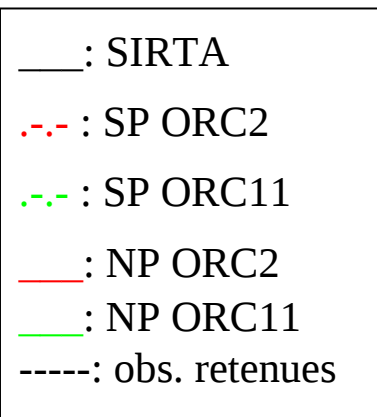 ___: SIRTA
.-.- : SP ORC2
.-.- : SP ORC11
___: NP ORC2
___: NP ORC11
-----: obs. retenues